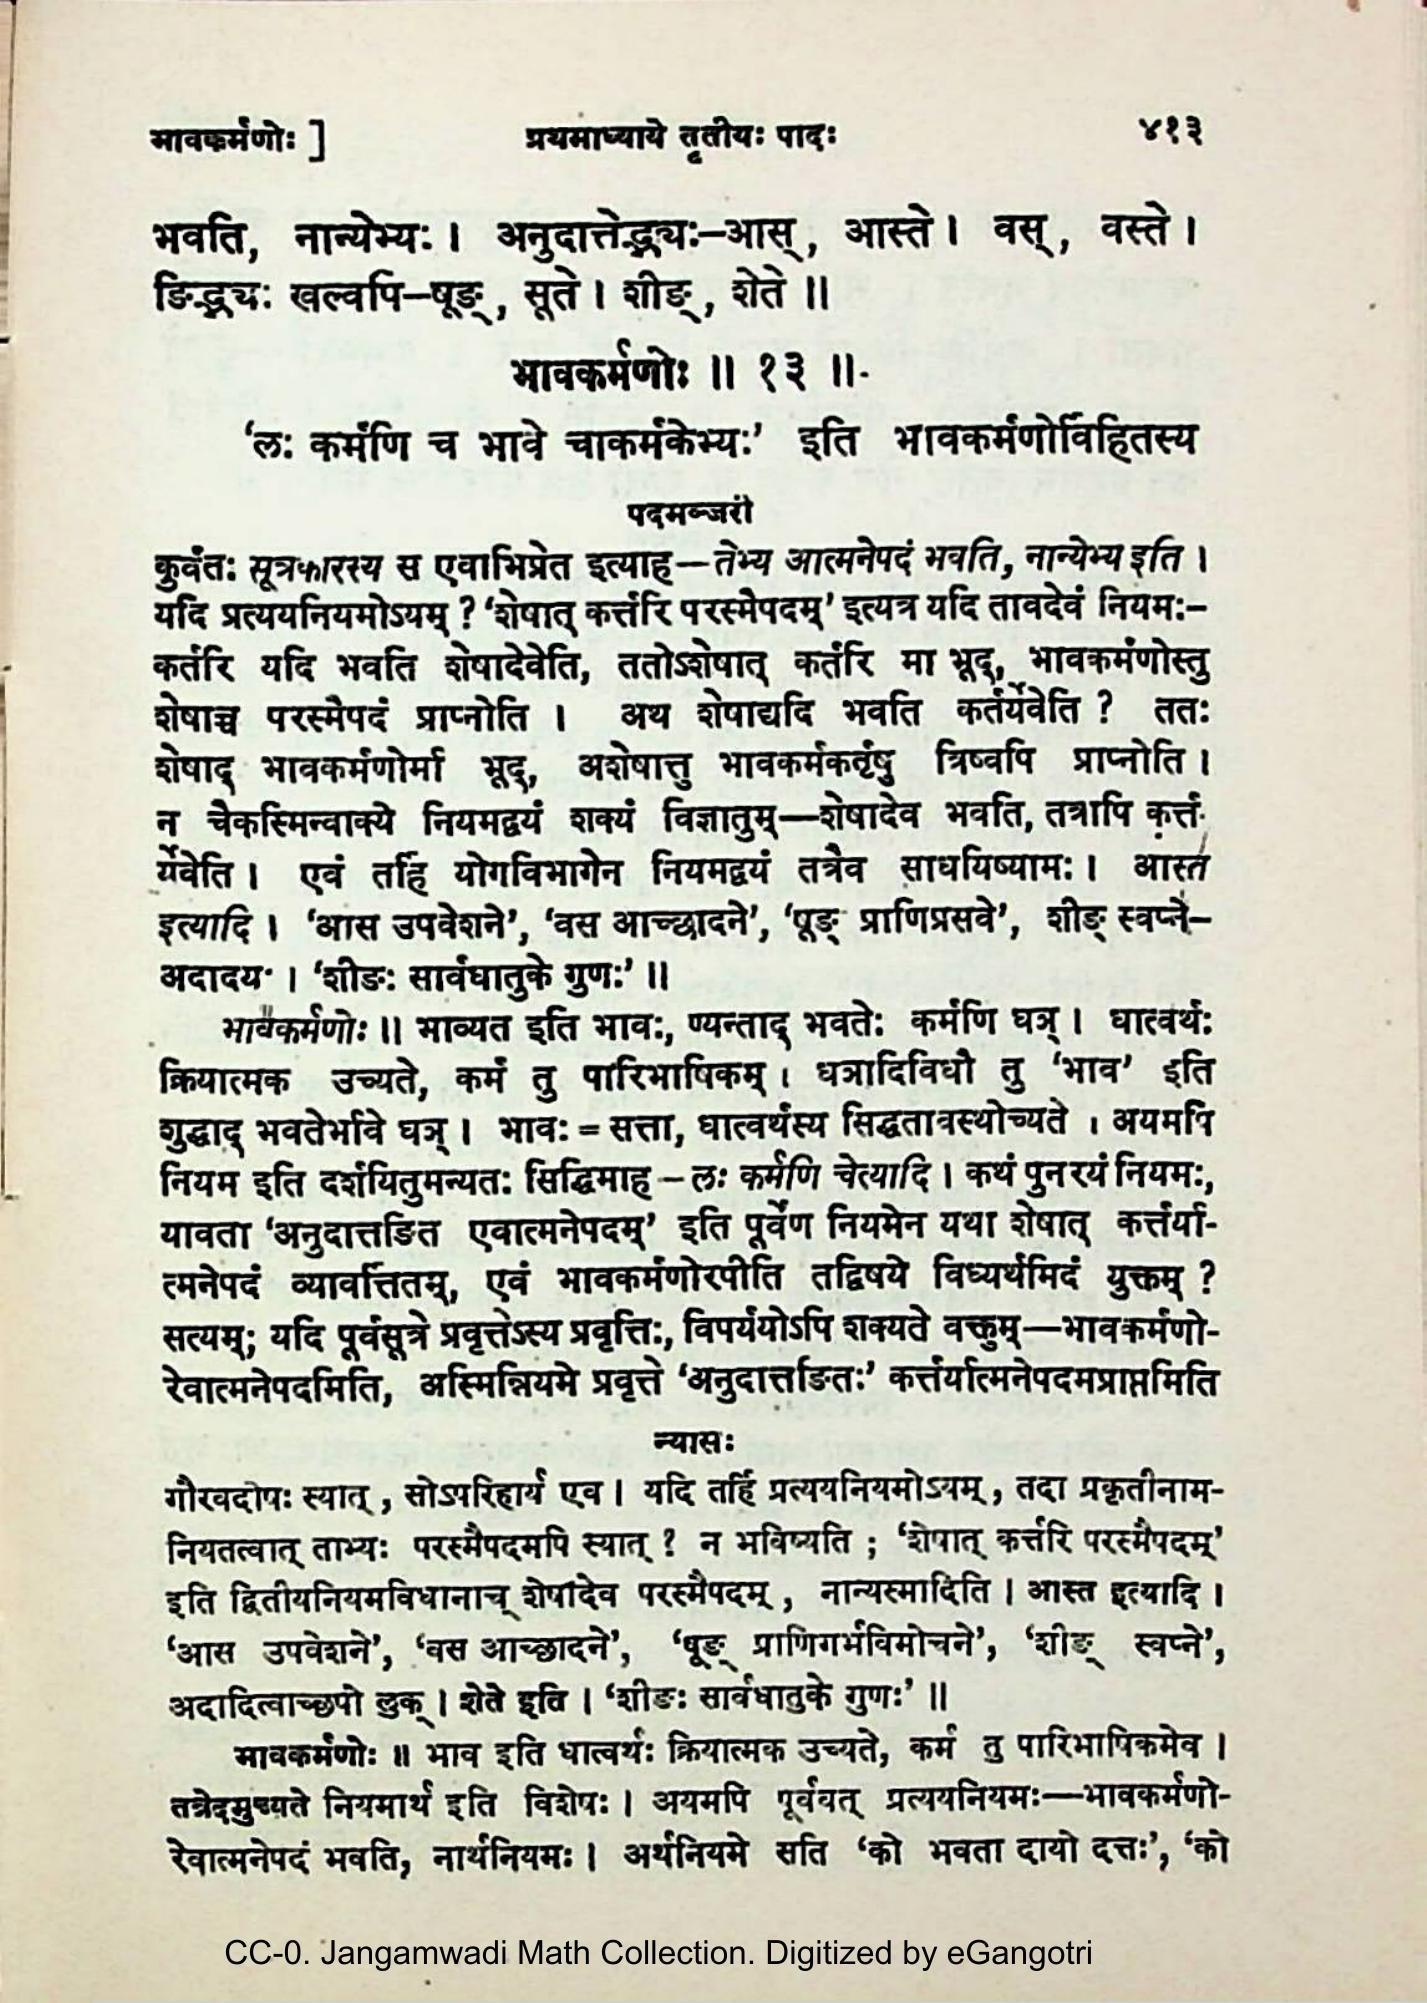 भावकर्मणोः ] प्रथमाध्याये तृतीयः पादः ४१३
भवति, नान्येभ्यः। अनुदात्तेद्भ्यः–आस्, आस्ते। वस्, वस्ते।
ङिद्भ्यः खल्वपि–षूङ्, सूते। शीङ्, शेते॥
भावकर्मणोः॥ १३॥
‘लः कर्मणि च भावे चाकर्मकेभ्यः’ इति भावकर्मणोर्विहितस्य
पदमञ्जरी
कुर्वतः सूत्रकारस्य स एवाभिप्रेत इत्याह—तेभ्य आत्मनेपदं भवति, नान्येभ्य इति।
यदि प्रत्ययनियमोऽयम्? ‘शेषात् कर्त्तरि परस्मैपदम्’ इत्यत्र यदि तावदेवं नियमः–
कर्तरि यदि भवति शेषादेवेति, ततोऽशेषात् कर्तरि मा भूद्, भावकर्मणोस्तु
शेषाच्च परस्मैपदं प्राप्नोति। अथ शेषाद्यदि भवति कर्तर्येवेति? ततः
शेषाद् भावकर्मणोर्मा भूद्, अशेषात्तु भावकर्मकर्तृषु त्रिष्वपि प्राप्नोति।
न चैकस्मिन्वाक्ये नियमद्वयं शक्यं विज्ञातुम्—शेषादेव भवति, तत्रापि कर्त्त-
र्येवेति। एवं तर्हि योगविभागेन नियमद्वयं तत्रैव साधयिष्यामः। आस्त
इत्यादि। ‘आस उपवेशने’, ‘वस आच्छादने’, ‘षूङ् प्राणिप्रसवे’, शीङ् स्वप्ने–
अदादयः। ‘शीङः सार्वधातुके गुणः’॥
भावकर्मणोः॥ भाव्यत इति भावः, ण्यन्ताद् भवतेः कर्मणि घञ्। धात्वर्थः
क्रियात्मक उच्यते, कर्म तु पारिभाषिकम्। घञादिविधौ तु ‘भाव’ इति
शुद्धाद् भवतेर्भावे घञ्। भावः = सत्ता, धात्वर्थस्य सिद्धतावस्थोच्यते। अयमपि
नियम इति दर्शयितुमन्यतः सिद्धिमाह – लः कर्मणि चेत्यादि। कथं पुनरयं नियमः,
यावता ‘अनुदात्तङित एवात्मनेपदम्’ इति पूर्वेण नियमेन यथा शेषात् कर्त्तर्या-
त्मनेपदं व्यावर्त्तितम्, एवं भावकर्मणोरपीति तद्विषये विध्यर्थमिदं युक्तम्?
सत्यम्; यदि पूर्वसूत्रे प्रवृत्तेऽस्य प्रवृत्तिः, विपर्ययोऽपि शक्यते वक्तुम्—भावकर्मणो-
रेवात्मनेपदमिति, अस्मिन्नियमे प्रवृत्ते ‘अनुदात्तङितः’ कर्त्तर्यात्मनेपदमप्राप्तमिति
न्यासः
गौरवदोषः स्यात्, सोऽपरिहार्य एव। यदि तर्हि प्रत्ययनियमोऽयम्, तदा प्रकृतीनाम-
नियतत्वात् ताभ्यः परस्मैपदमपि स्यात्? न भविष्यति; ‘शेषात् कर्त्तरि परस्मैपदम्’
इति द्वितीयनियमविधानाच् शेषादेव परस्मैपदम्, नान्यस्मादिति। आस्त इत्यादि।
‘आस उपवेशने’, ‘वस आच्छादने’, ‘षूङ् प्राणिगर्भविमोचने’, ‘शीङ् स्वप्ने’,
अदादित्वाच्छपो लुक्। शेते इति। ‘शीङः सार्वधातुके गुणः’॥
भावकर्मणोः॥ भाव इति धात्वर्थः क्रियात्मक उच्यते, कर्म तु पारिभाषिकमेव।
तत्रेदमुच्यते नियमार्थ इति विशेषः। अयमपि पूर्ववत् प्रत्ययनियमः—भावकर्मणो-
रेवात्मनेपदं भवति, नार्थनियमः। अर्थनियमे सति ‘को भवता दायो दत्तः’, ‘को
CC-0. Jangamwadi Math Collection. Digitized by eGangotri